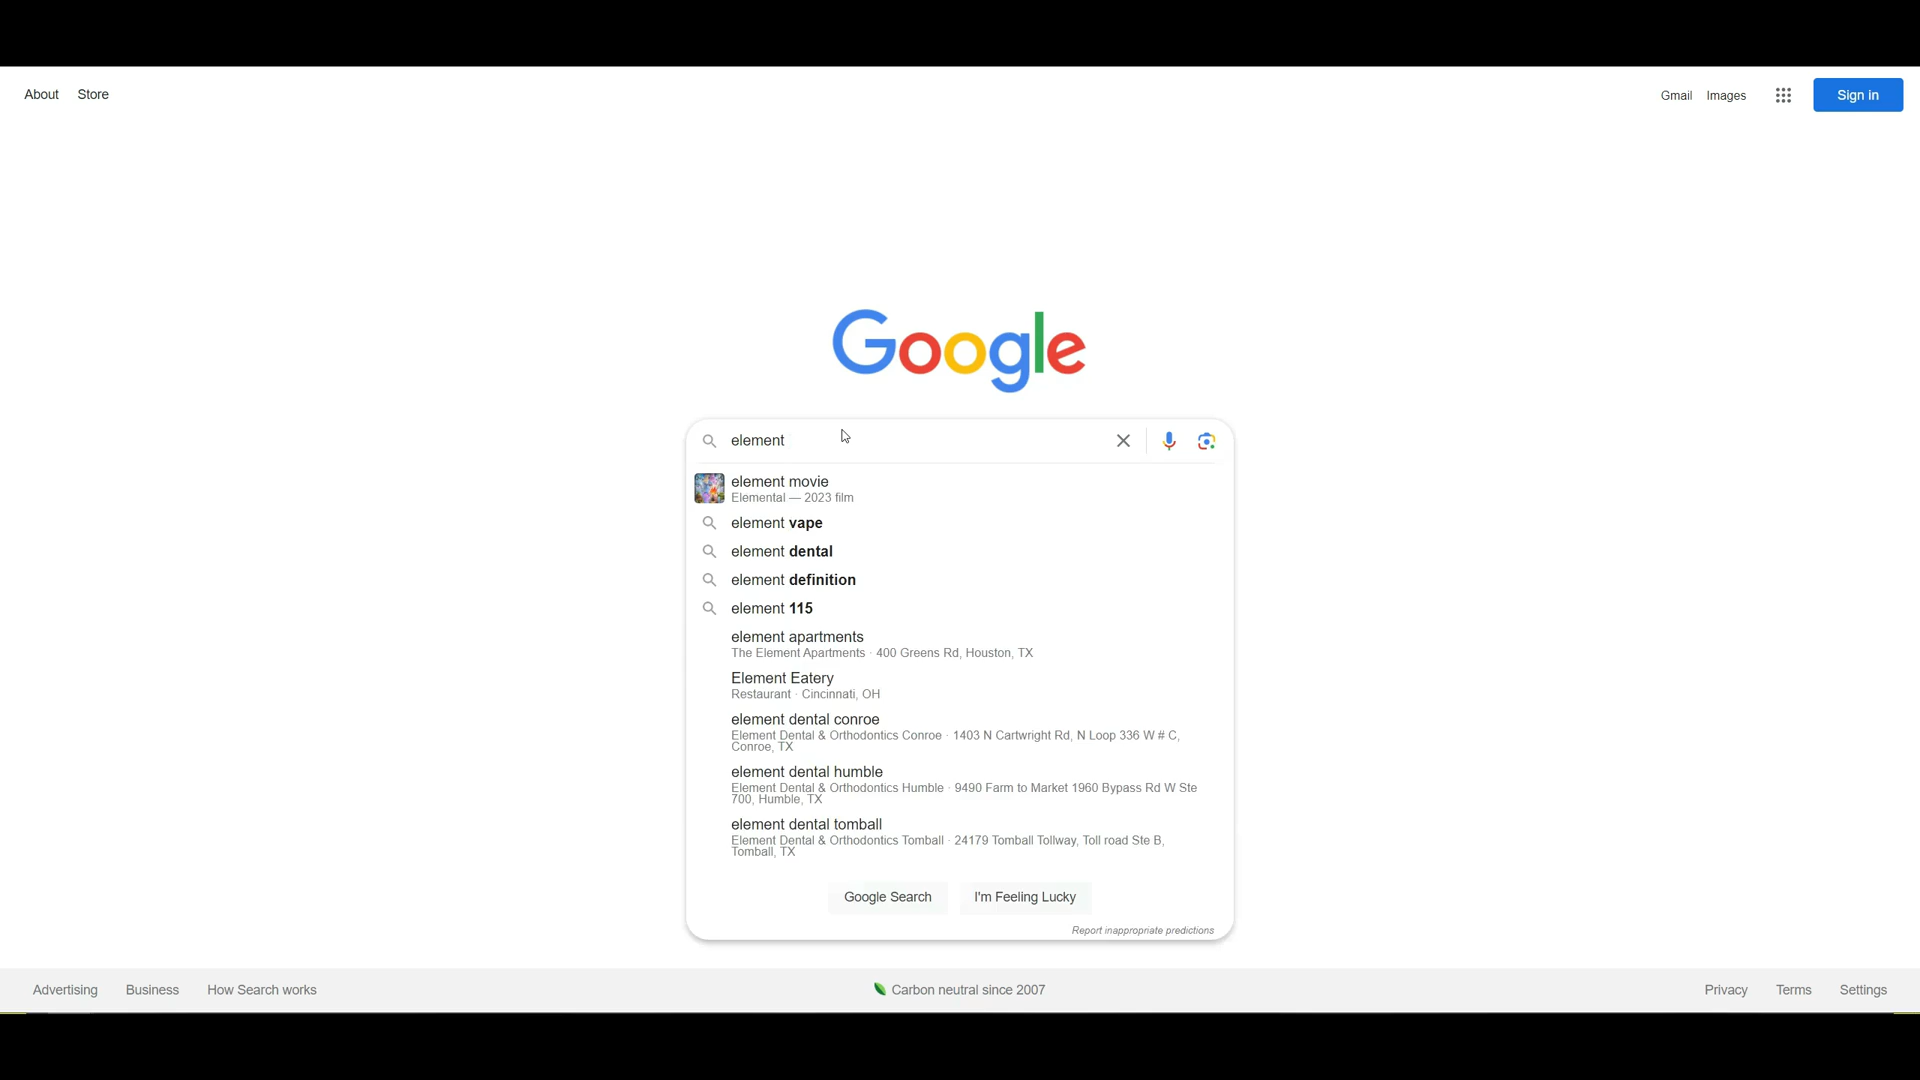 About Store
Gmail Images Sign in
Google
element
element movie
Elemental — 2023 film
element vape
element dental
element definition
element 115
element apartments
The Element Apartments · 400 Greens Rd, Houston, TX
Element Eatery
Restaurant · Cincinnati, OH
element dental conroe
Element Dental & Orthodontics Conroe · 1403 N Cartwright Rd, N Loop 336 W # C,
Conroe, TX
element dental humble
Element Dental & Orthodontics Humble · 9490 Farm to Market 1960 Bypass Rd W Ste
700, Humble, TX
element dental tomball
Element Dental & Orthodontics Tomball · 24179 Tomball Tollway, Toll road Ste B,
Tomball, TX
Google Search I'm Feeling Lucky
Report inappropriate predictions
Advertising Business How Search works Carbon neutral since 2007 Privacy Terms Settings